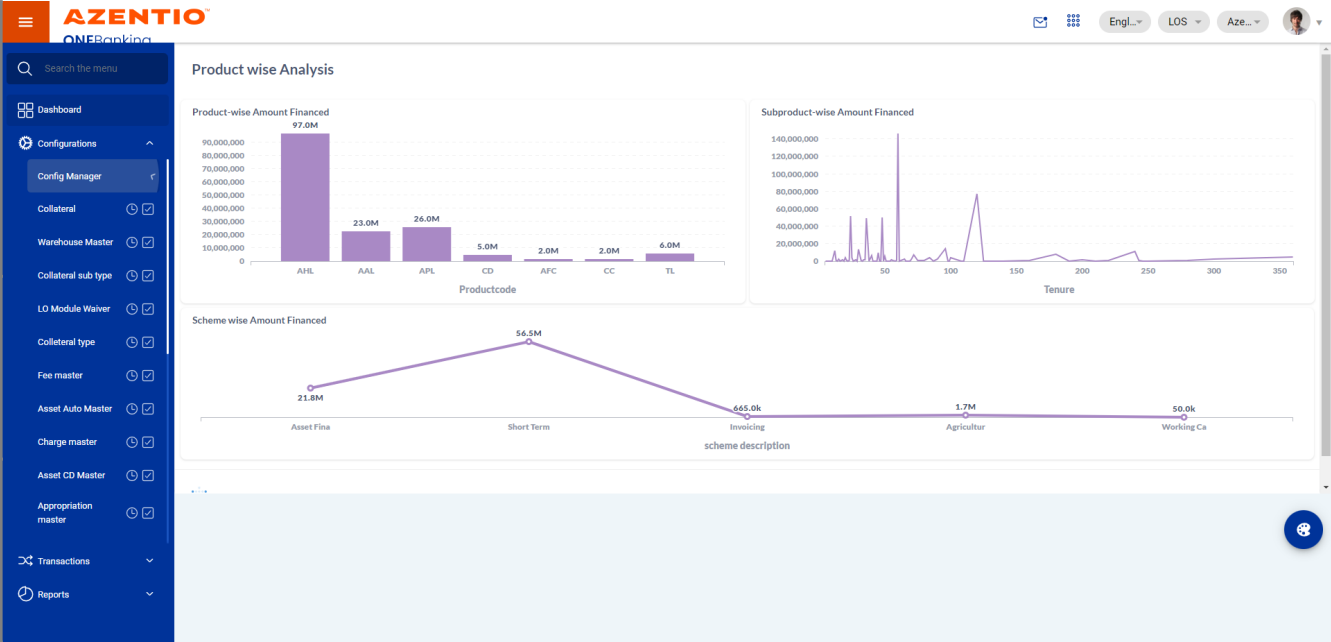 AZENTIO™
ONEBanking
Engl...
LOS
Aze...
Search the menu
Dashboard
Configurations
Config Manager
Collateral
Warehouse Master
Collateral sub type
LO Module Waiver
Colleteral type
Fee master
Asset Auto Master
Charge master
Asset CD Master
Appropriation
master
Transactions
Reports
Product wise Analysis
Product-wise Amount Financed
97.0M
90,000,000
80,000,000
70,000,000
60,000,000
50,000,000
40,000,000
30,000,000
20,000,000
10,000,000
0
23.0M
26.0M
5.0M
2.0M
2.0M
6.0M
AHL AAL APL CD AFC CC TL
Productcode
Subproduct-wise Amount Financed
140,000,000
120,000,000
100,000,000
80,000,000
60,000,000
40,000,000
20,000,000
0
50 100 150 200 250 300 350
Tenure
Scheme wise Amount Financed
56.5M
21.8M
665.0k
1.7M
50.0k
Asset Fina Short Term Invoicing Agricultur Working Ca
scheme description